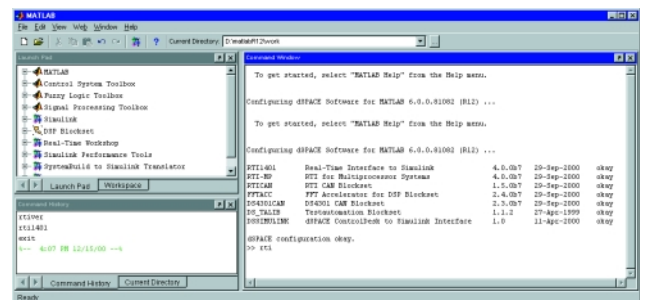 MATLAB
File Edit View Web Window Help
Current Directory: D:\matlabR12\work
Launch Pad
MATLAB
Control System Toolbox
Fuzzy Logic Toolbox
Signal Processing Toolbox
Simulink
DSP Blockset
Real-Time Workshop
Simulink Performance Tools
SystemBuild to Simulink Translator
Launch Pad Workspace
Command History
rtiver
rti1401
exit
%-- 4:07 PM 12/15/00 --%
Command History Current Directory
Ready
Command Window
To get started, select "MATLAB Help" from the Help menu.
Configuring dSPACE Software for MATLAB 6.0.0.81082 (R12) ...
To get started, select "MATLAB Help" from the Help menu.
Configuring dSPACE Software for MATLAB 6.0.0.81082 (R12) ...
RTI1401 Real-Time Interface to Simulink 4.0.0b7 29-Sep-2000 okay
RTI-MP RTI for Multiprocessor Systems 4.0.0b7 29-Sep-2000 okay
RTICAN RTI CAN Blockset 1.5.0b7 29-Sep-2000 okay
FFTACC FFT Accelerator for DSP Blockset 2.4.0b7 29-Sep-2000 okay
DS4301CAN DS4301 CAN Blockset 2.3.0b7 29-Sep-2000 okay
DS_TALIB Testautomation Blockset 1.1.2 27-Apr-1999 okay
DSSIMULINK dSPACE ControlDesk to Simulink Interface 1.0 11-Apr-2000 okay
dSPACE configuration okay.
>> rti